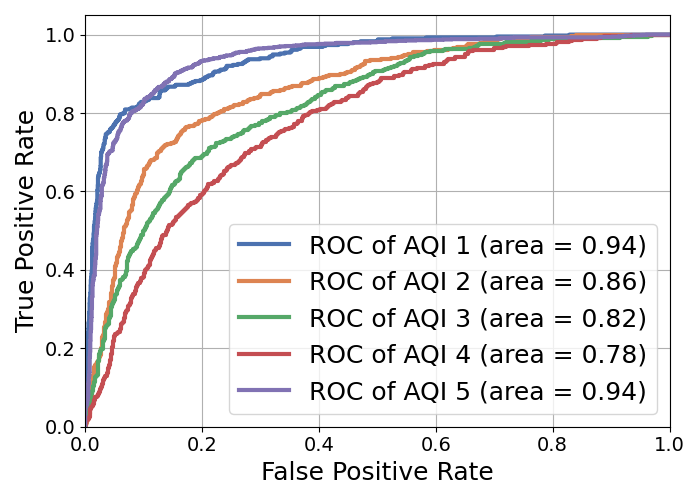 1.0
0.8
0.6
0.4
0.2
0.0
True Positive Rate
ROC of AQI 1 (area = 0.94)
ROC of AQI 2 (area = 0.86)
ROC of AQI 3 (area = 0.82)
ROC of AQI 4 (area = 0.78)
ROC of AQI 5 (area = 0.94)
0.0 0.2 0.4 0.6 0.8 1.0
False Positive Rate